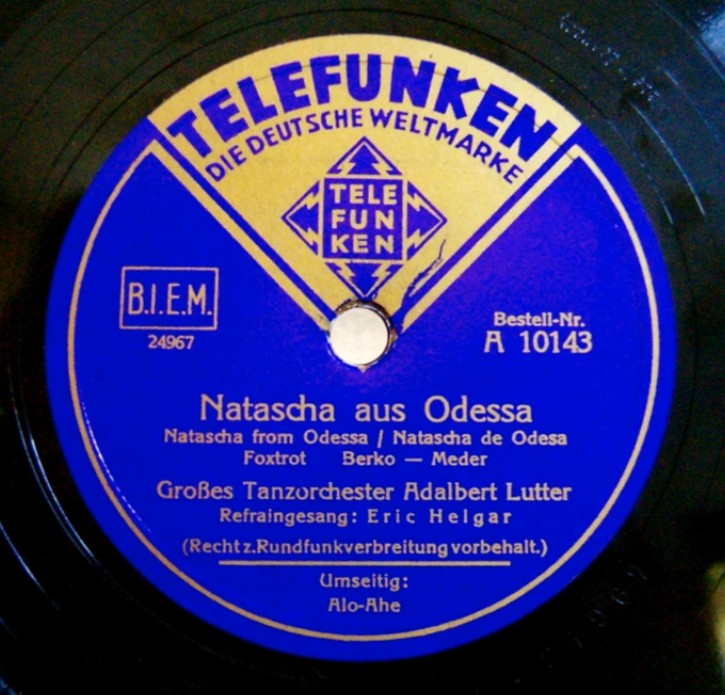 TELEFUNKEN
DIE DEUTSCHE WELTMARKE
TELE
FUN
KEN
B.I.E.M.
24967
Bestell-Nr.
A 10143
Natascha aus Odessa
Natascha from Odessa / Natascha de Odesa
Foxtrot Berko — Meder
Großes Tanzorchester Adalbert Lutter
Refraingesang: Eric Helgar
(Recht z. Rundfunkverbreitung vorbehalt.)
Umseitig:
Alo-Ahe